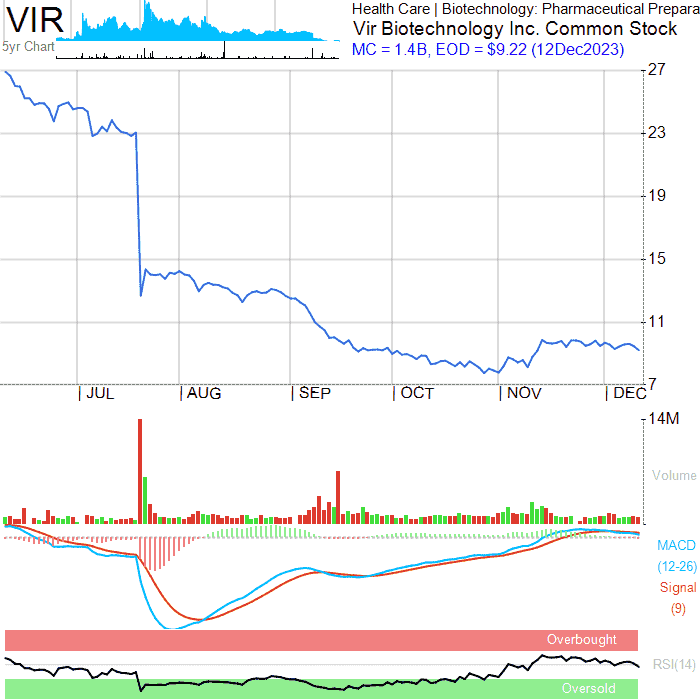 VIR
Health Care | Biotechnology: Pharmaceutical Prepara
Vir Biotechnology Inc. Common Stock
5yr Chart
MC = 1.4B, EOD = $9.22 (12Dec2023)
27
23
19
15
11
7
JUL
AUG
SEP
OCT
NOV
DEC
14M
Volume
MACD
(12-26)
Signal
(9)
Overbought
RSI(14)
Oversold